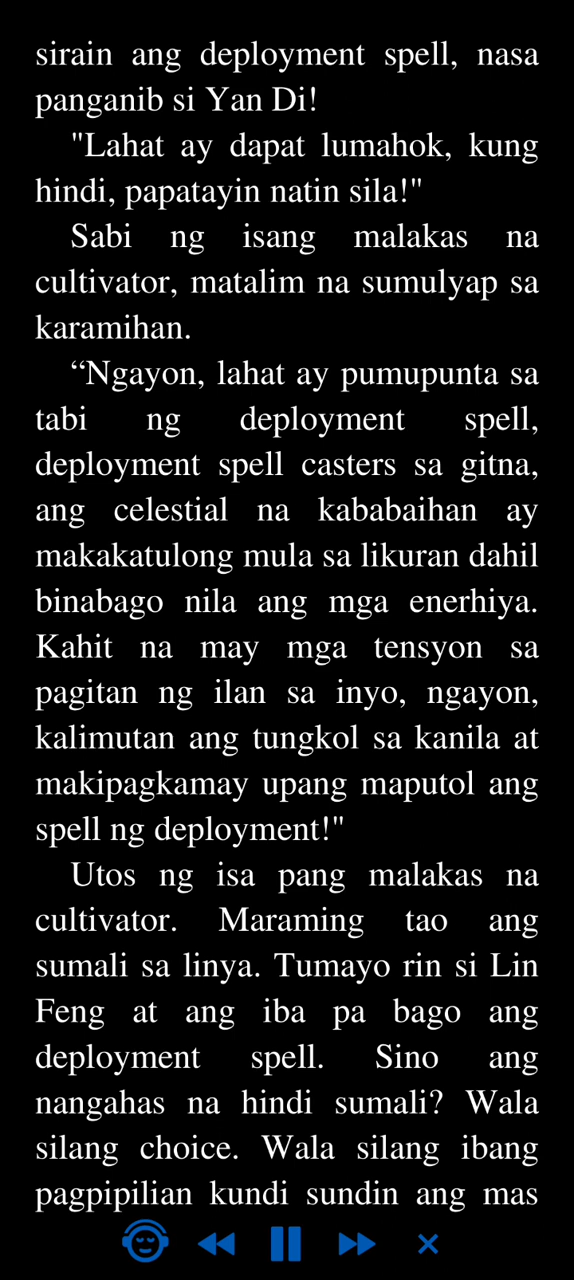 sirain ang deployment spell, nasa
panganib si Yan Di!
"Lahat ay dapat lumahok, kung
hindi, papatayin natin sila!"
Sabi ng isang malakas na
cultivator, matalim na sumulyap sa
karamihan.
“Ngayon, lahat ay pumupunta sa
tabi ng deployment spell,
deployment spell casters sa gitna,
ang celestial na kababaihan ay
makakatulong mula sa likuran dahil
binabago nila ang mga enerhiya.
Kahit na may mga tensyon sa
pagitan ng ilan sa inyo, ngayon,
kalimutan ang tungkol sa kanila at
makipagkamay upang maputol ang
spell ng deployment!"
Utos ng isa pang malakas na
cultivator. Maraming tao ang
sumali sa linya. Tumayo rin si Lin
Feng at ang iba pa bago ang
deployment spell. Sino ang
nangahas na hindi sumali? Wala
silang choice. Wala silang ibang
pagpipilian kundi sundin ang mas